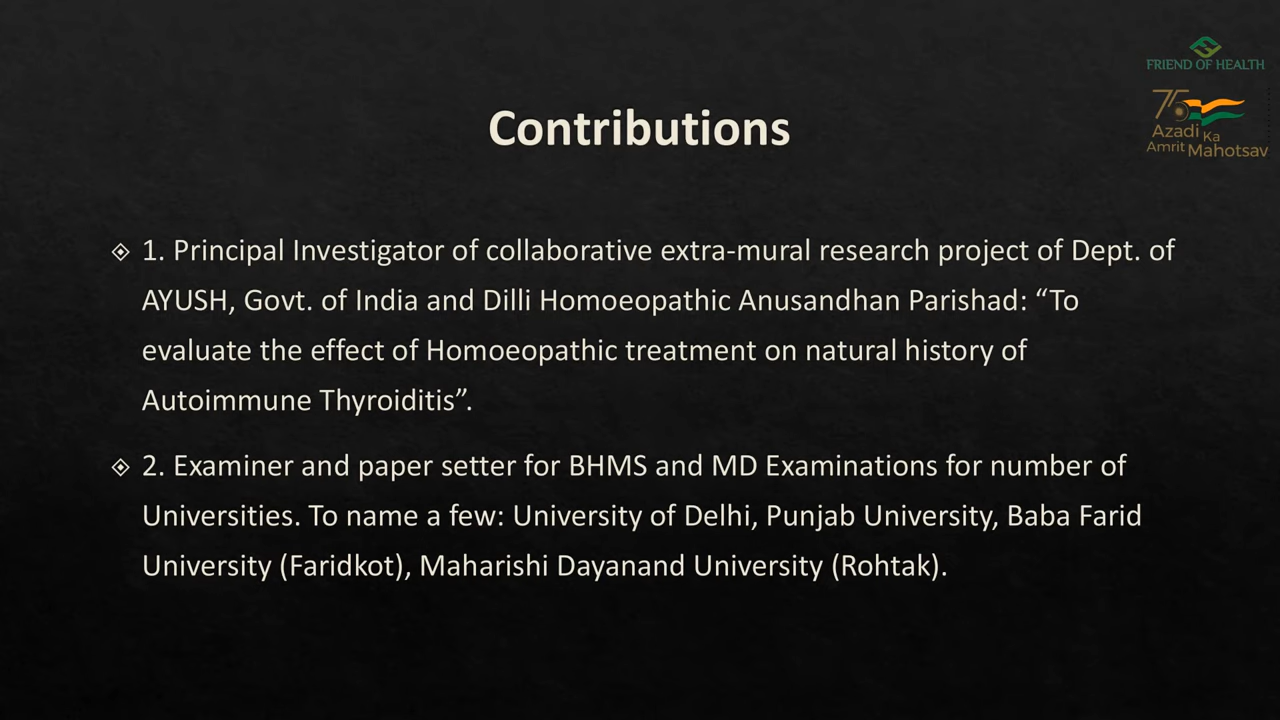 FRIEND OF HEALTH
75
Azadi Ka
Amrit Mahotsav
Contributions
1. Principal Investigator of collaborative extra-mural research project of Dept. of
AYUSH, Govt. of India and Dilli Homoeopathic Anusandhan Parishad: “To
evaluate the effect of Homoeopathic treatment on natural history of
Autoimmune Thyroiditis”.
2. Examiner and paper setter for BHMS and MD Examinations for number of
Universities. To name a few: University of Delhi, Punjab University, Baba Farid
University (Faridkot), Maharishi Dayanand University (Rohtak).